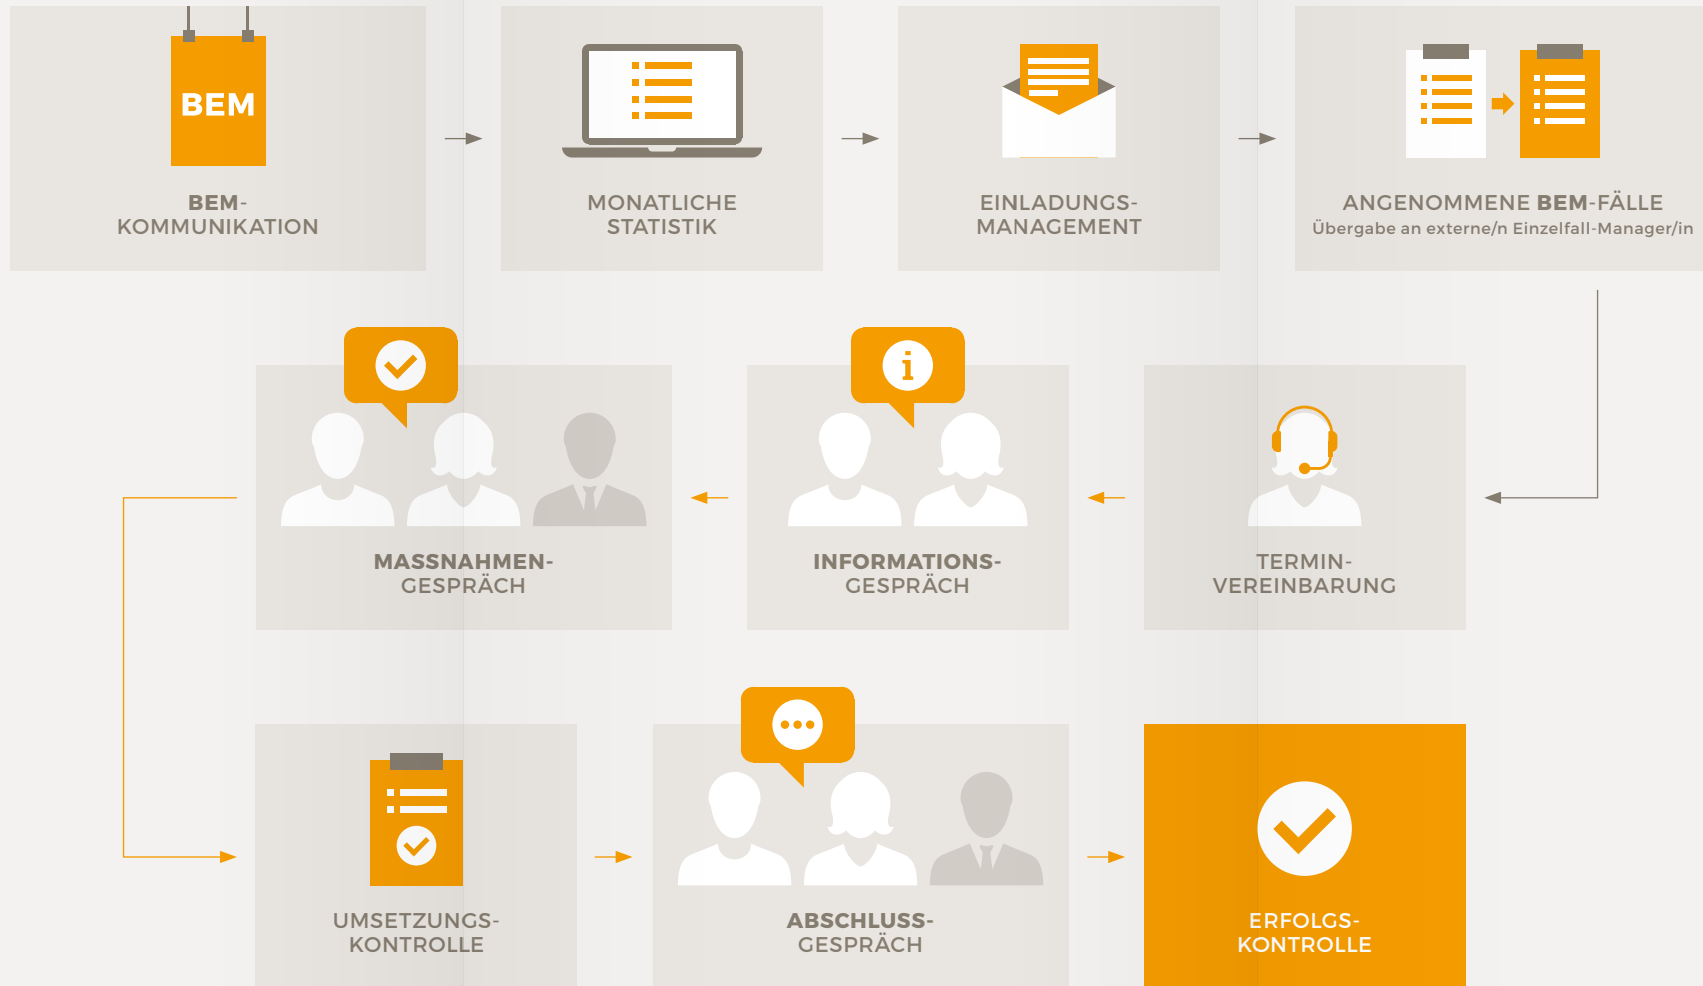 BEM
BEM-
KOMMUNIKATION
MONATLICHE
STATISTIK
EINLADUNGS-
MANAGEMENT
ANGENOMMENE BEM-FÄLLE
Übergabe an externe/n Einzelfall-Manager/in
TERMIN-
VEREINBARUNG
i
INFORMATIONS-
GESPRÄCH
MASSNAHMEN-
GESPRÄCH
UMSETZUNGS-
KONTROLLE
ABSCHLUSS-
GESPRÄCH
ERFOLGS-
KONTROLLE